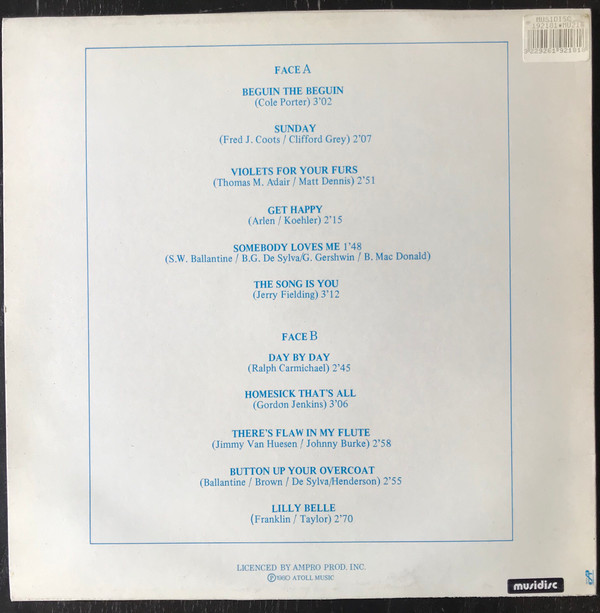 MUSIDISC
FACE A
BEGUIN THE BEGUIN
(Cole Porter) 3'02
SUNDAY
(Fred J. Coots / Clifford Grey) 2'07
VIOLETS FOR YOUR FURS
(Thomas M. Adair / Matt Dennis) 2'51
GET HAPPY
(Arlen / Koehler) 2'15
SOMEBODY LOVES ME 1'48
(S.W. Ballantine / B.G. De Sylva/G. Gershwin / B. Mac Donald)
THE SONG IS YOU
(Jerry Fielding) 3'12
FACE B
DAY BY DAY
(Ralph Carmichael) 2'45
HOMESICK THAT'S ALL
(Gordon Jenkins) 3'06
THERE'S FLAW IN MY FLUTE
(Jimmy Van Huesen / Johnny Burke) 2'58
BUTTON UP YOUR OVERCOAT
(Ballantine / Brown / De Sylva/Henderson) 2'55
LILLY BELLE
(Franklin / Taylor) 2'70
LICENCED BY AMPRO PROD. INC.
Ⓟ1980 ATOLL MUSIC
musidisc